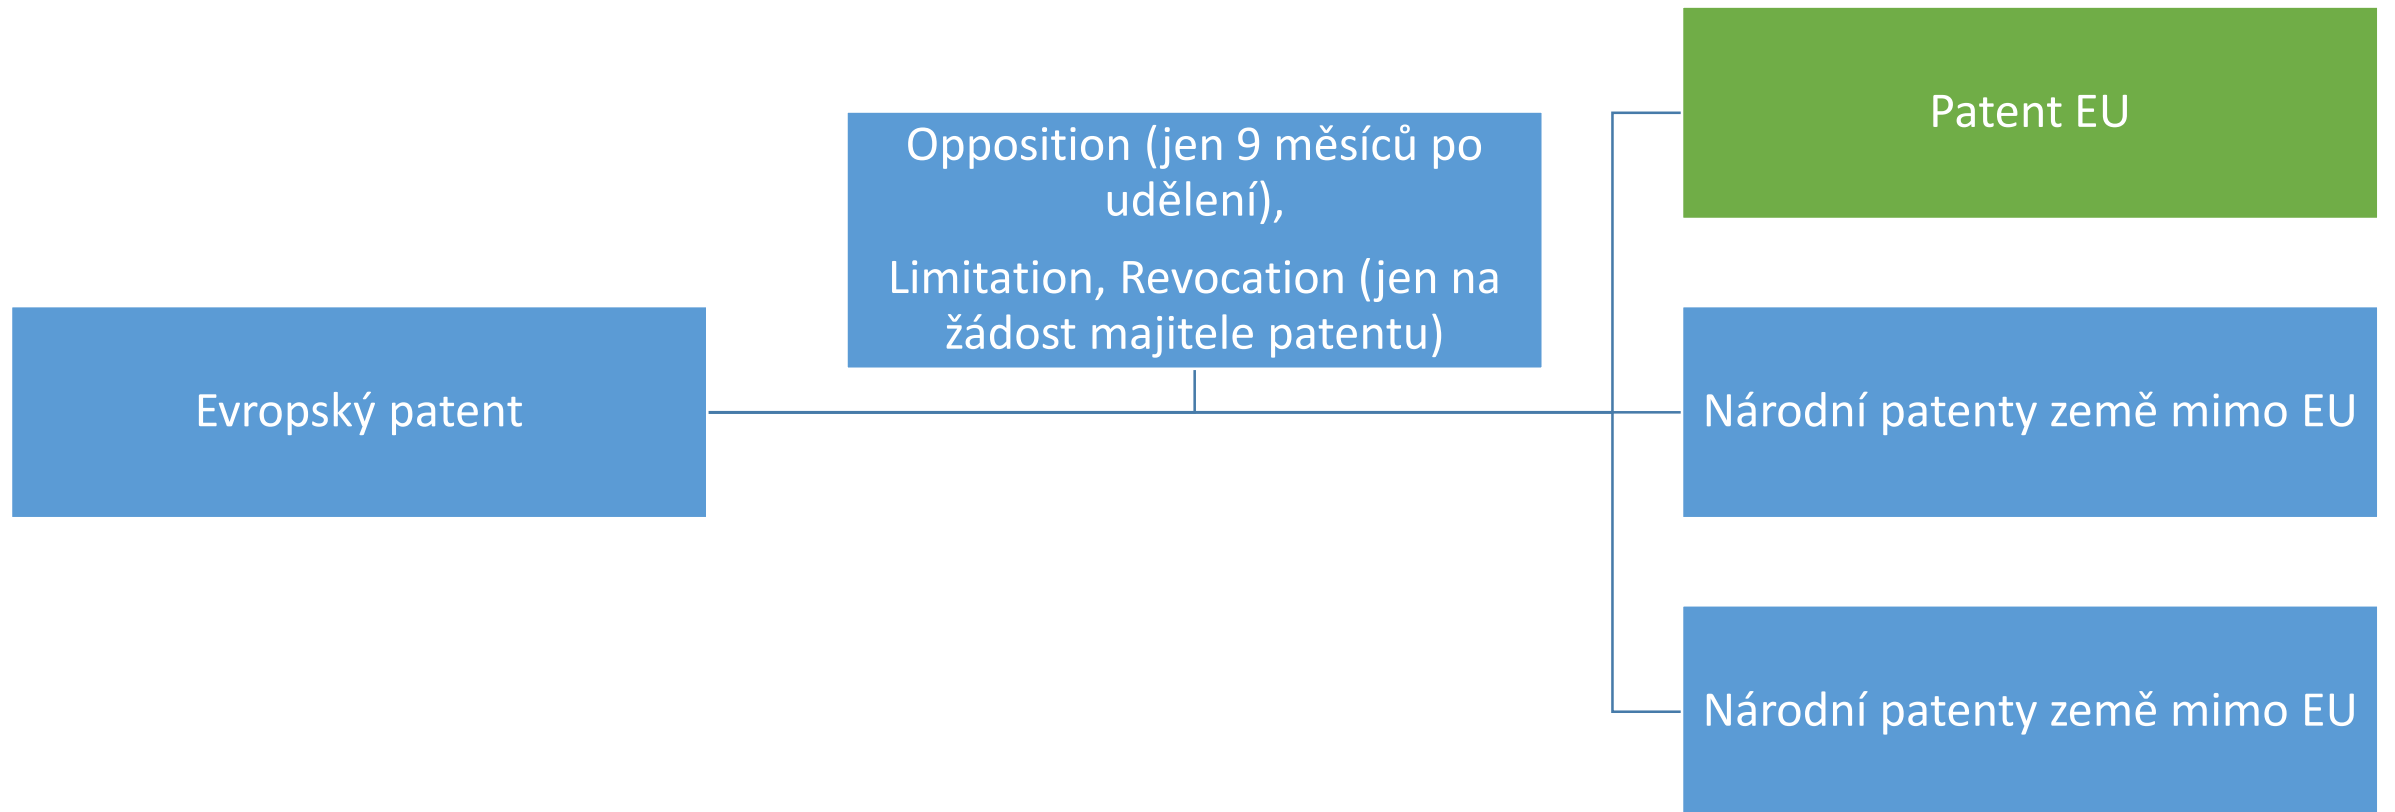 Patent EU
Opposition (jen 9 měsíců po
udělení),
Limitation, Revocation (jen na
žádost majitele patentu)
Evropský patent
Národní patenty země mimo EU
Národní patenty země mimo EU